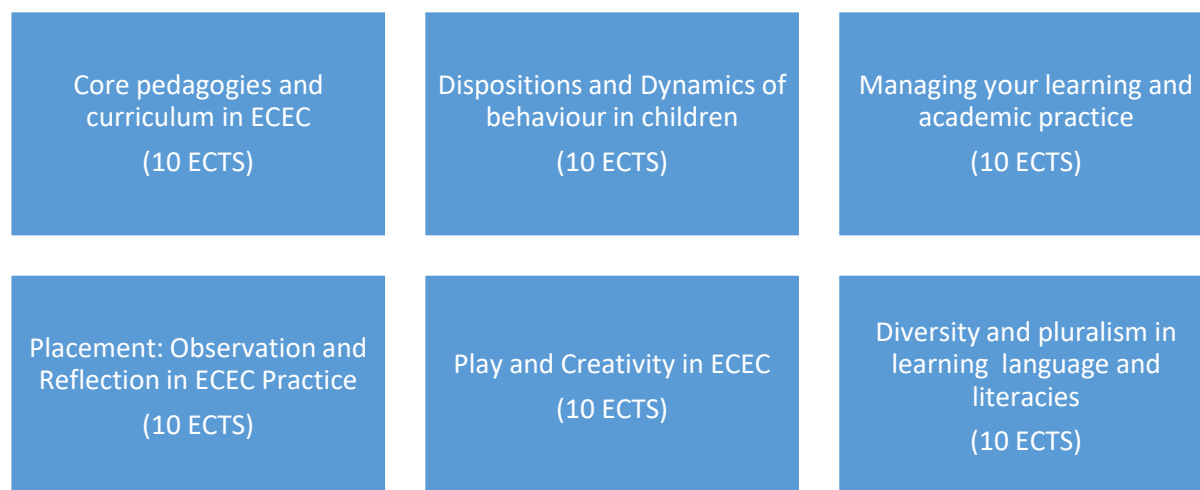 Core pedagogies and
curriculum in ECEC
(10 ECTS)
Dispositions and Dynamics of
behaviour in children
(10 ECTS)
Managing your learning and
academic practice
(10 ECTS)
Placement: Observation and
Reflection in ECEC Practice
(10 ECTS)
Play and Creativity in ECEC
(10 ECTS)
Diversity and pluralism in
learning  language and
literacies
(10 ECTS)